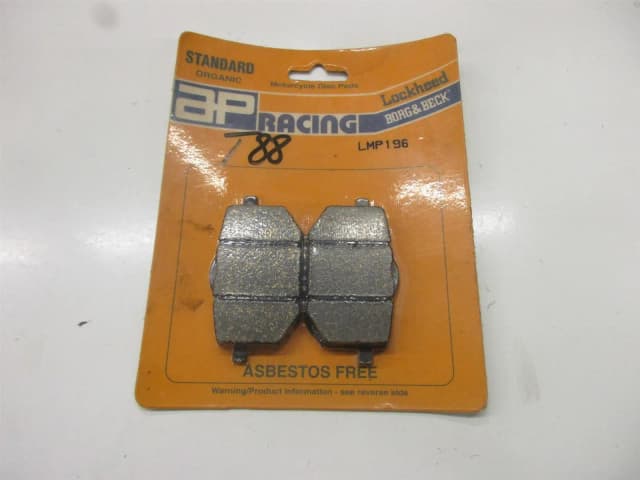 STANDARD
ORGANIC
Motorcycle Disc Pads
ap RACING
Lockheed
BORG & BECK
LMP196
T88
ASBESTOS FREE
Warning/Product Information - see reverse side